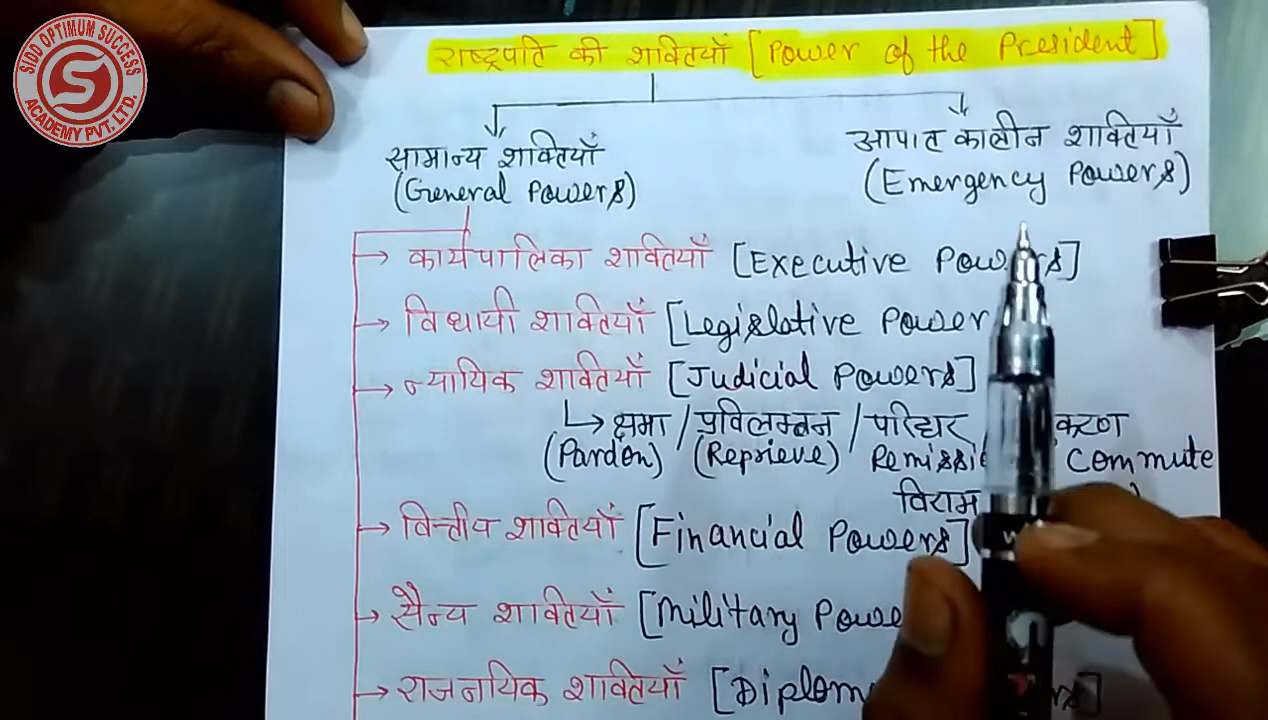 SIDD OPTIMUM SUCCESS ACADEMY PVT. LTD.
राष्ट्रपति की शक्तियाँ [Power of the President]
सामान्य शक्तियाँ
(General Powers)
आपातकालीन शक्तियाँ
(Emergency Powers)
कार्यपालिका शक्तियाँ [Executive Powers]
विधायी शक्तियाँ [Legislative Power
न्यायिक शक्तियाँ [Judicial Powers]
क्षमा / प्रविलम्बन / परिहार
(Pardon) (Reprieve) Commute
विराम
वित्तीय शक्तियाँ [Financial Powers]
सैन्य शक्तियाँ [Military
राजनयिक शक्तियाँ